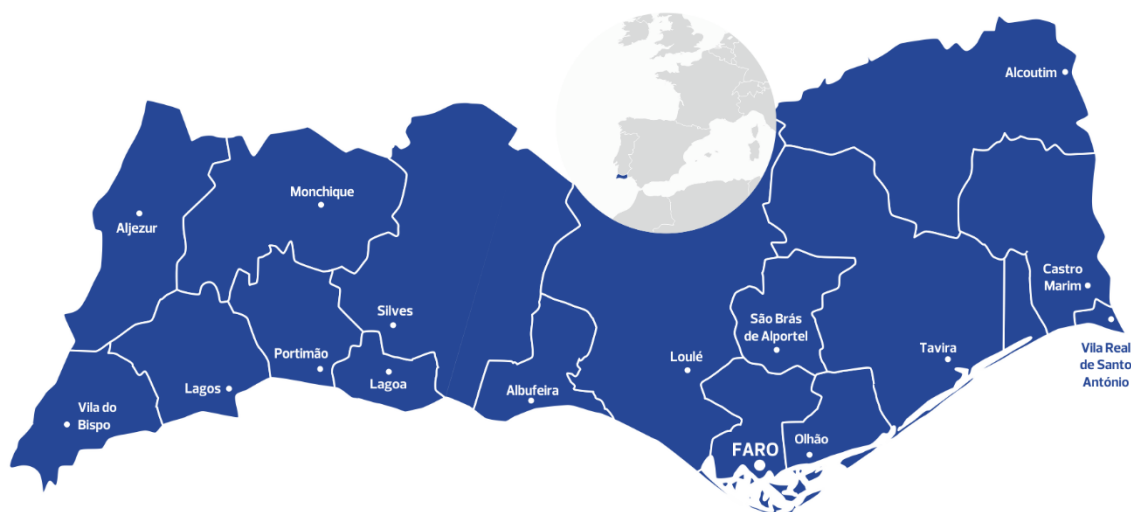 Alcoutim
Monchique
Aljezur
Castro
Marim
Silves
São Brás
de Alportel
Portimão
Loulé
Tavira
Vila Real
de Santo
António
Lagoa
Lagos
Albufeira
Vila do
Bispo
FARO
Olhão